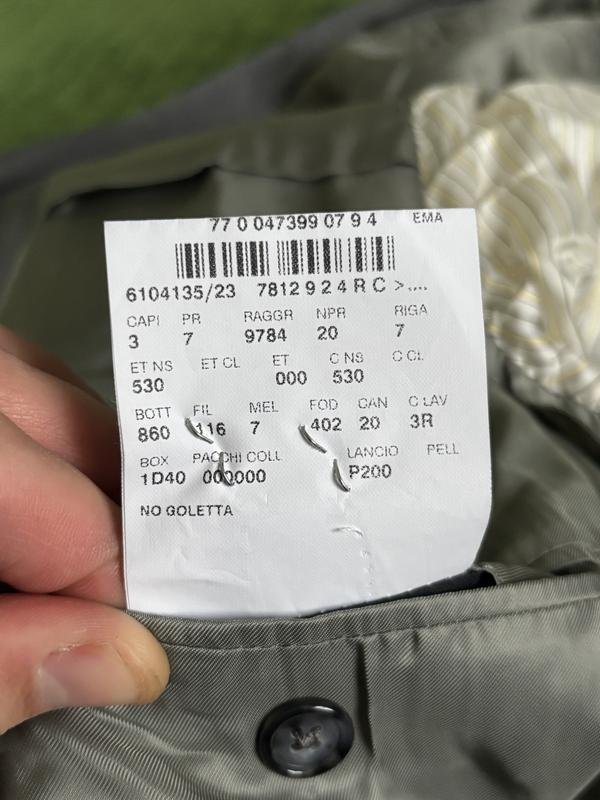 77 0 047399 07 9 4 EMA
6104135/23 7812 9 2 4 R C >....
CAPI PR RAGGR NPR RIGA
3 7 9784 20 7
ET NS ET CL ET C NS C CL
530 000 530
BOTT FIL MEL FOD CAN C LAV
860 116 7 402 20 3R
BOX PACCHI COLL LANCIO PELL
1D40 000000 P200
NO GOLETTA